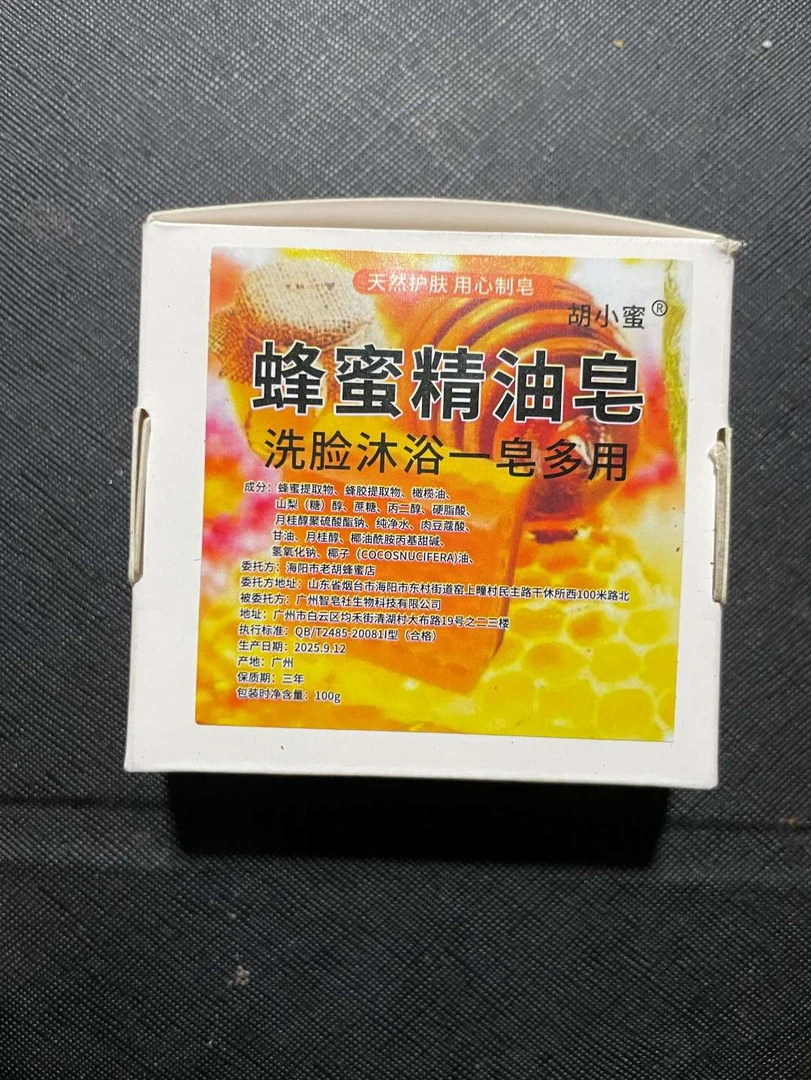 天然护肤 用心制皂
胡小蜜®
蜂蜜精油皂
洗脸沐浴一皂多用
成分：蜂蜜提取物、蜂胶提取物、橄榄油、
山梨（糖）醇、蔗糖、丙二醇、硬脂酸、
月桂醇聚硫酸酯钠、纯净水、肉豆蔻酸、
甘油、月桂醇、椰油酰胺丙基甜碱、
氢氧化钠、椰子（COCOSNUCIFERA)油、
委托方：海阳市老胡蜂蜜店
委托方地址：山东省烟台市海阳市东村街道窑上疃村民主路干休所西100米路北
被委托方：广州智皂社生物科技有限公司
地址：广州市白云区均禾街清湖村大布路19号之二三楼
执行标准：QB/T2485-2008ⅠI型（合格）
生产日期：2025.9.12
产地：广州
保质期：三年
包装时净含量：100g